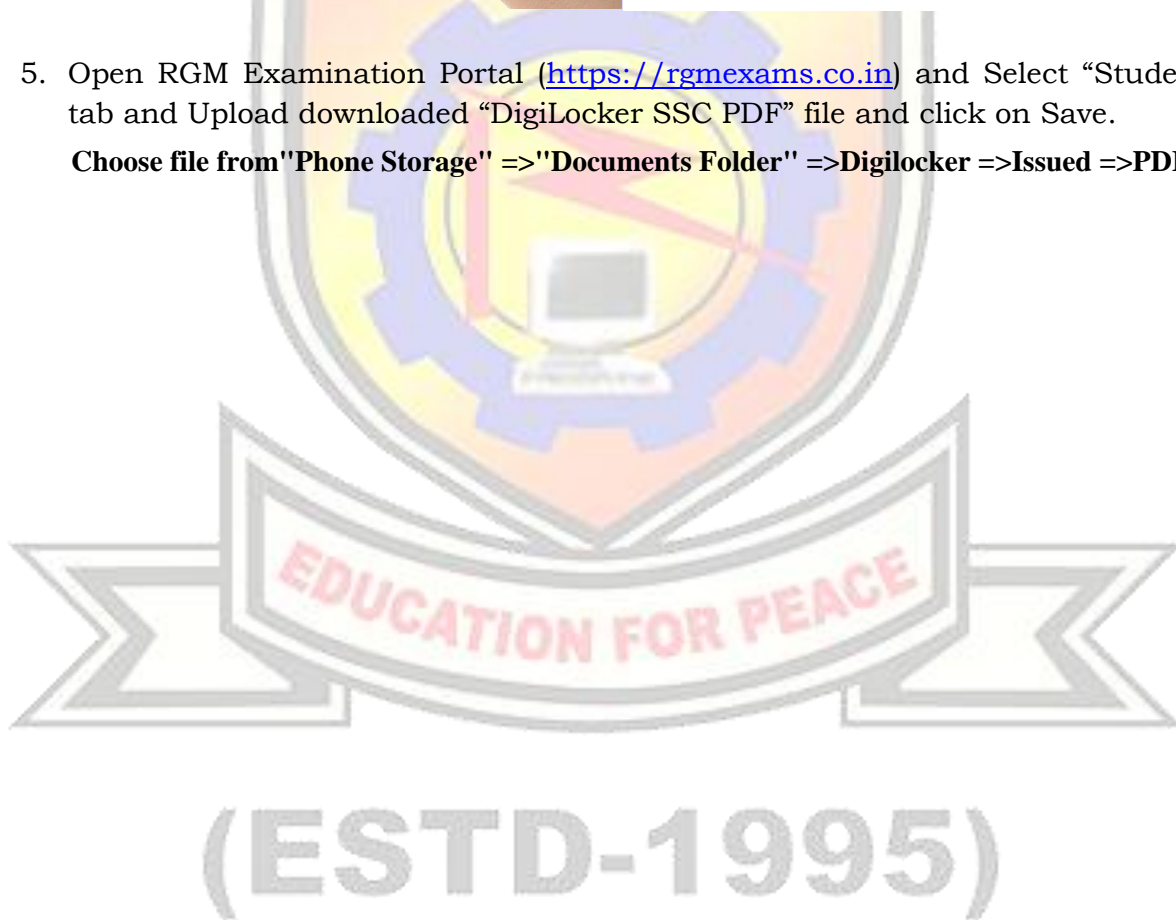 5. Open RGM Examination Portal (https://rgmexams.co.in) and Select “Stude
tab and Upload downloaded “DigiLocker SSC PDF” file and click on Save.
Choose file from"Phone Storage" =>"Documents Folder" =>Digilocker =>Issued =>PD
EDUCATION FOR PEACE
(ESTD-1995)